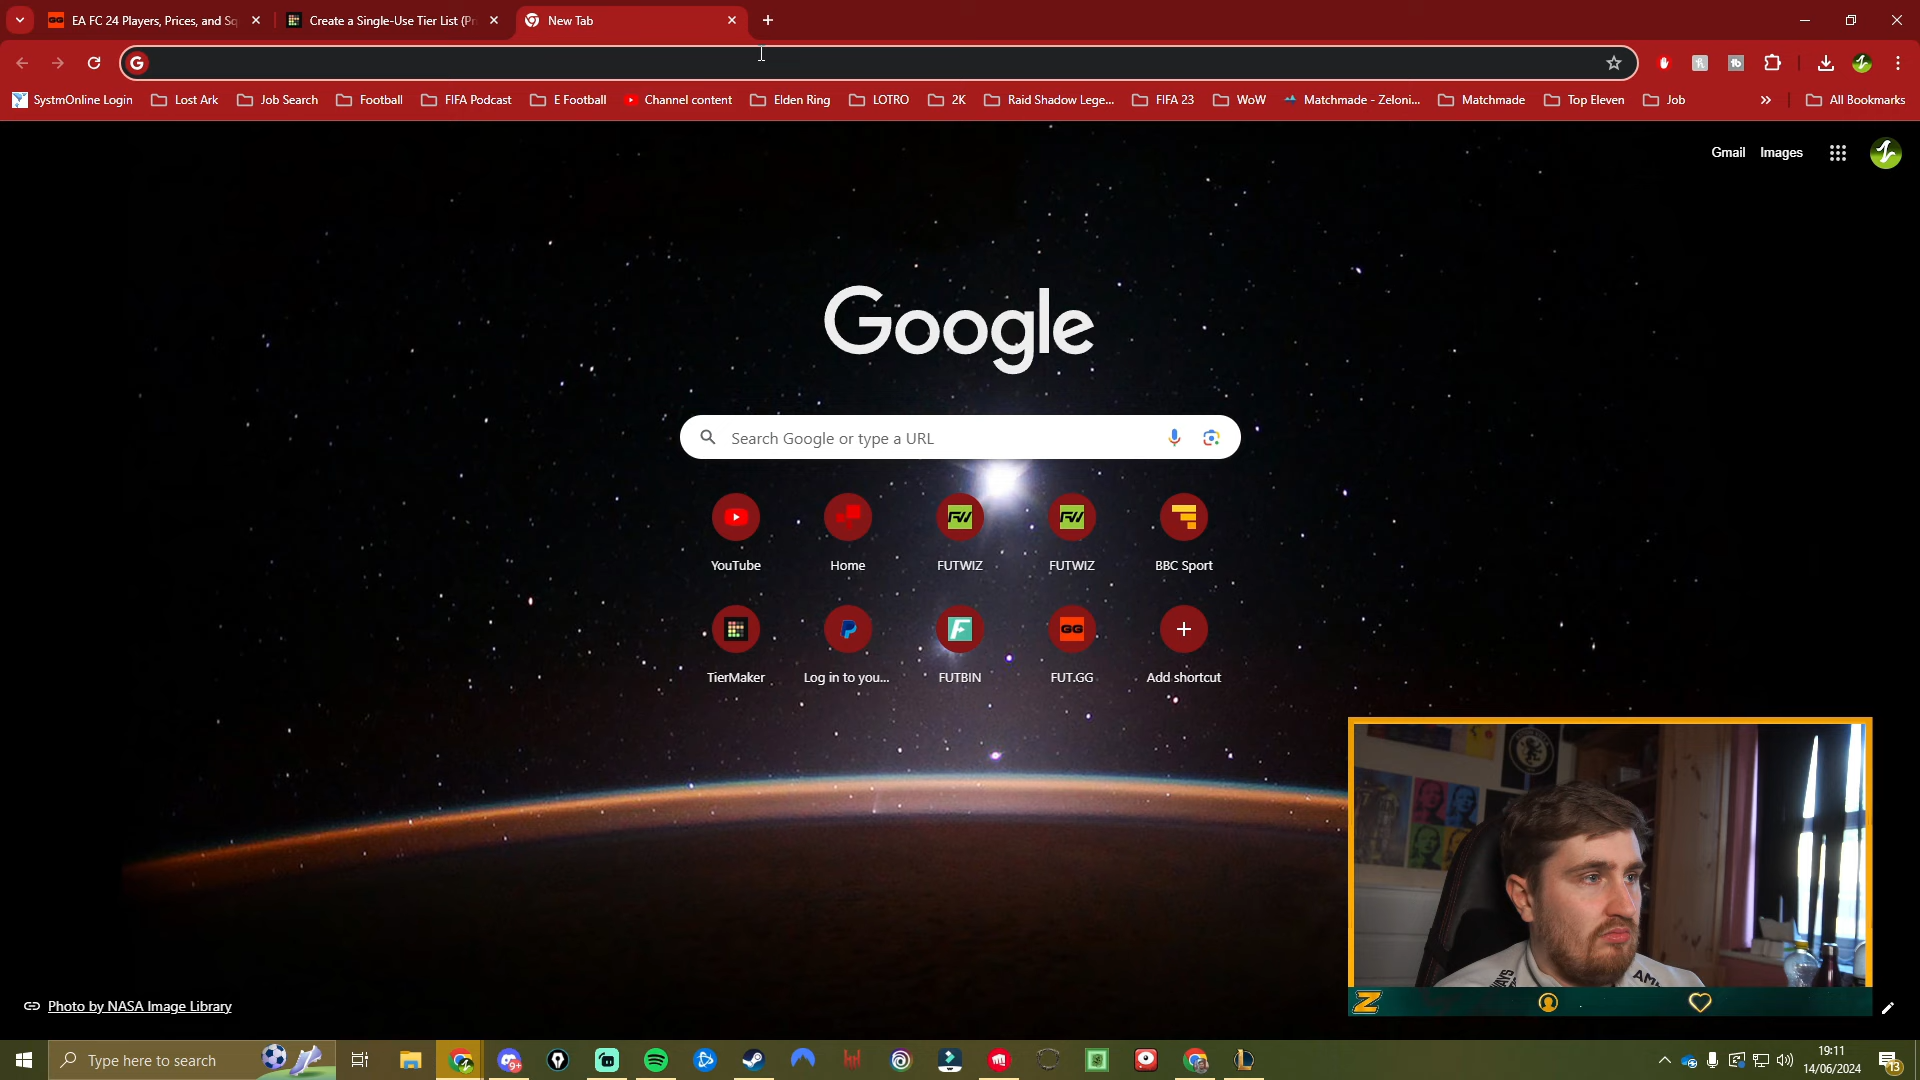 EA FC 24 Players, Prices, and Sq
Create a Single-Use Tier List (Pr
New Tab
SystmOnline Login
Lost Ark
Job Search
Football
FIFA Podcast
E Football
Channel content
Elden Ring
LOTRO
2K
Raid Shadow Lege...
FIFA 23
WoW
Matchmade - Zeloni...
Matchmade
Top Eleven
Job
All Bookmarks
Gmail
Images
Google
Search Google or type a URL
YouTube
Home
FUTWIZ
FUTWIZ
BBC Sport
TierMaker
Log in to you...
FUTBIN
FUT.GG
Add shortcut
Photo by NASA Image Library
Type here to search
19:11
14/06/2024
13